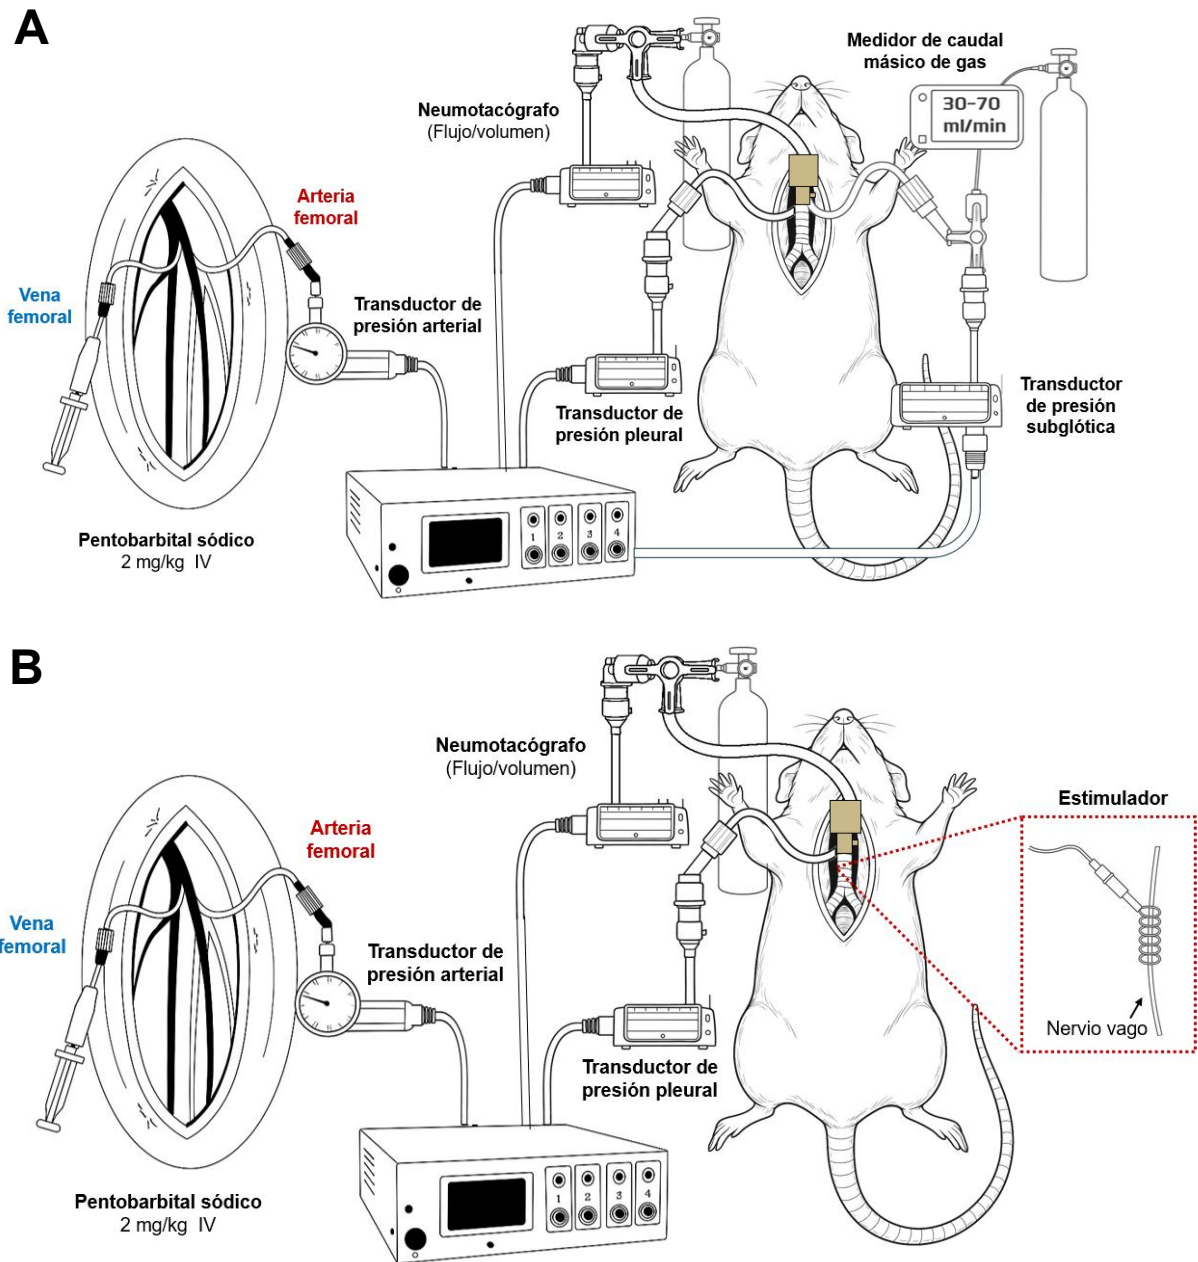 A
Medidor de caudal
másico de gas
30-70
ml/min
Neumotacógrafo
(Flujo/volumen)
Arteria
femoral
Vena
femoral
Transductor de
presión arterial
Transductor de
presión pleural
Transductor
de presión
subglótica
Pentobarbital sódico
2 mg/kg IV
1 2 3 4
B
Neumotacógrafo
(Flujo/volumen)
Estimulador
Arteria
femoral
Vena
femoral
Transductor de
presión arterial
Nervio vago
Transductor de
presión pleural
Pentobarbital sódico
2 mg/kg IV
1 2 3 4